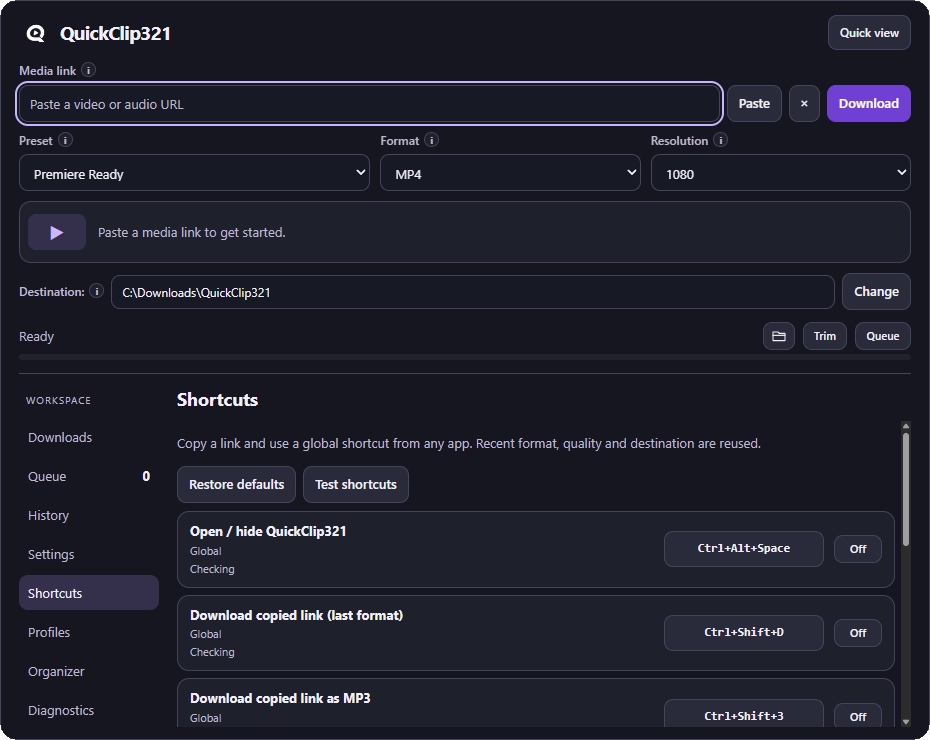 QuickClip321
Quick view
Media link
Paste a video or audio URL
Paste
×
Download
Preset
Format
Resolution
Premiere Ready
MP4
1080
Paste a media link to get started.
Destination:
C:\Downloads\QuickClip321
Change
Ready
Trim
Queue
WORKSPACE
Downloads
Queue
0
History
Settings
Shortcuts
Profiles
Organizer
Diagnostics
Shortcuts
Copy a link and use a global shortcut from any app. Recent format, quality and destination are reused.
Restore defaults
Test shortcuts
Open / hide QuickClip321
Global
Checking
Ctrl+Alt+Space
Off
Download copied link (last format)
Global
Checking
Ctrl+Shift+D
Off
Download copied link as MP3
Global
Ctrl+Shift+3
Off